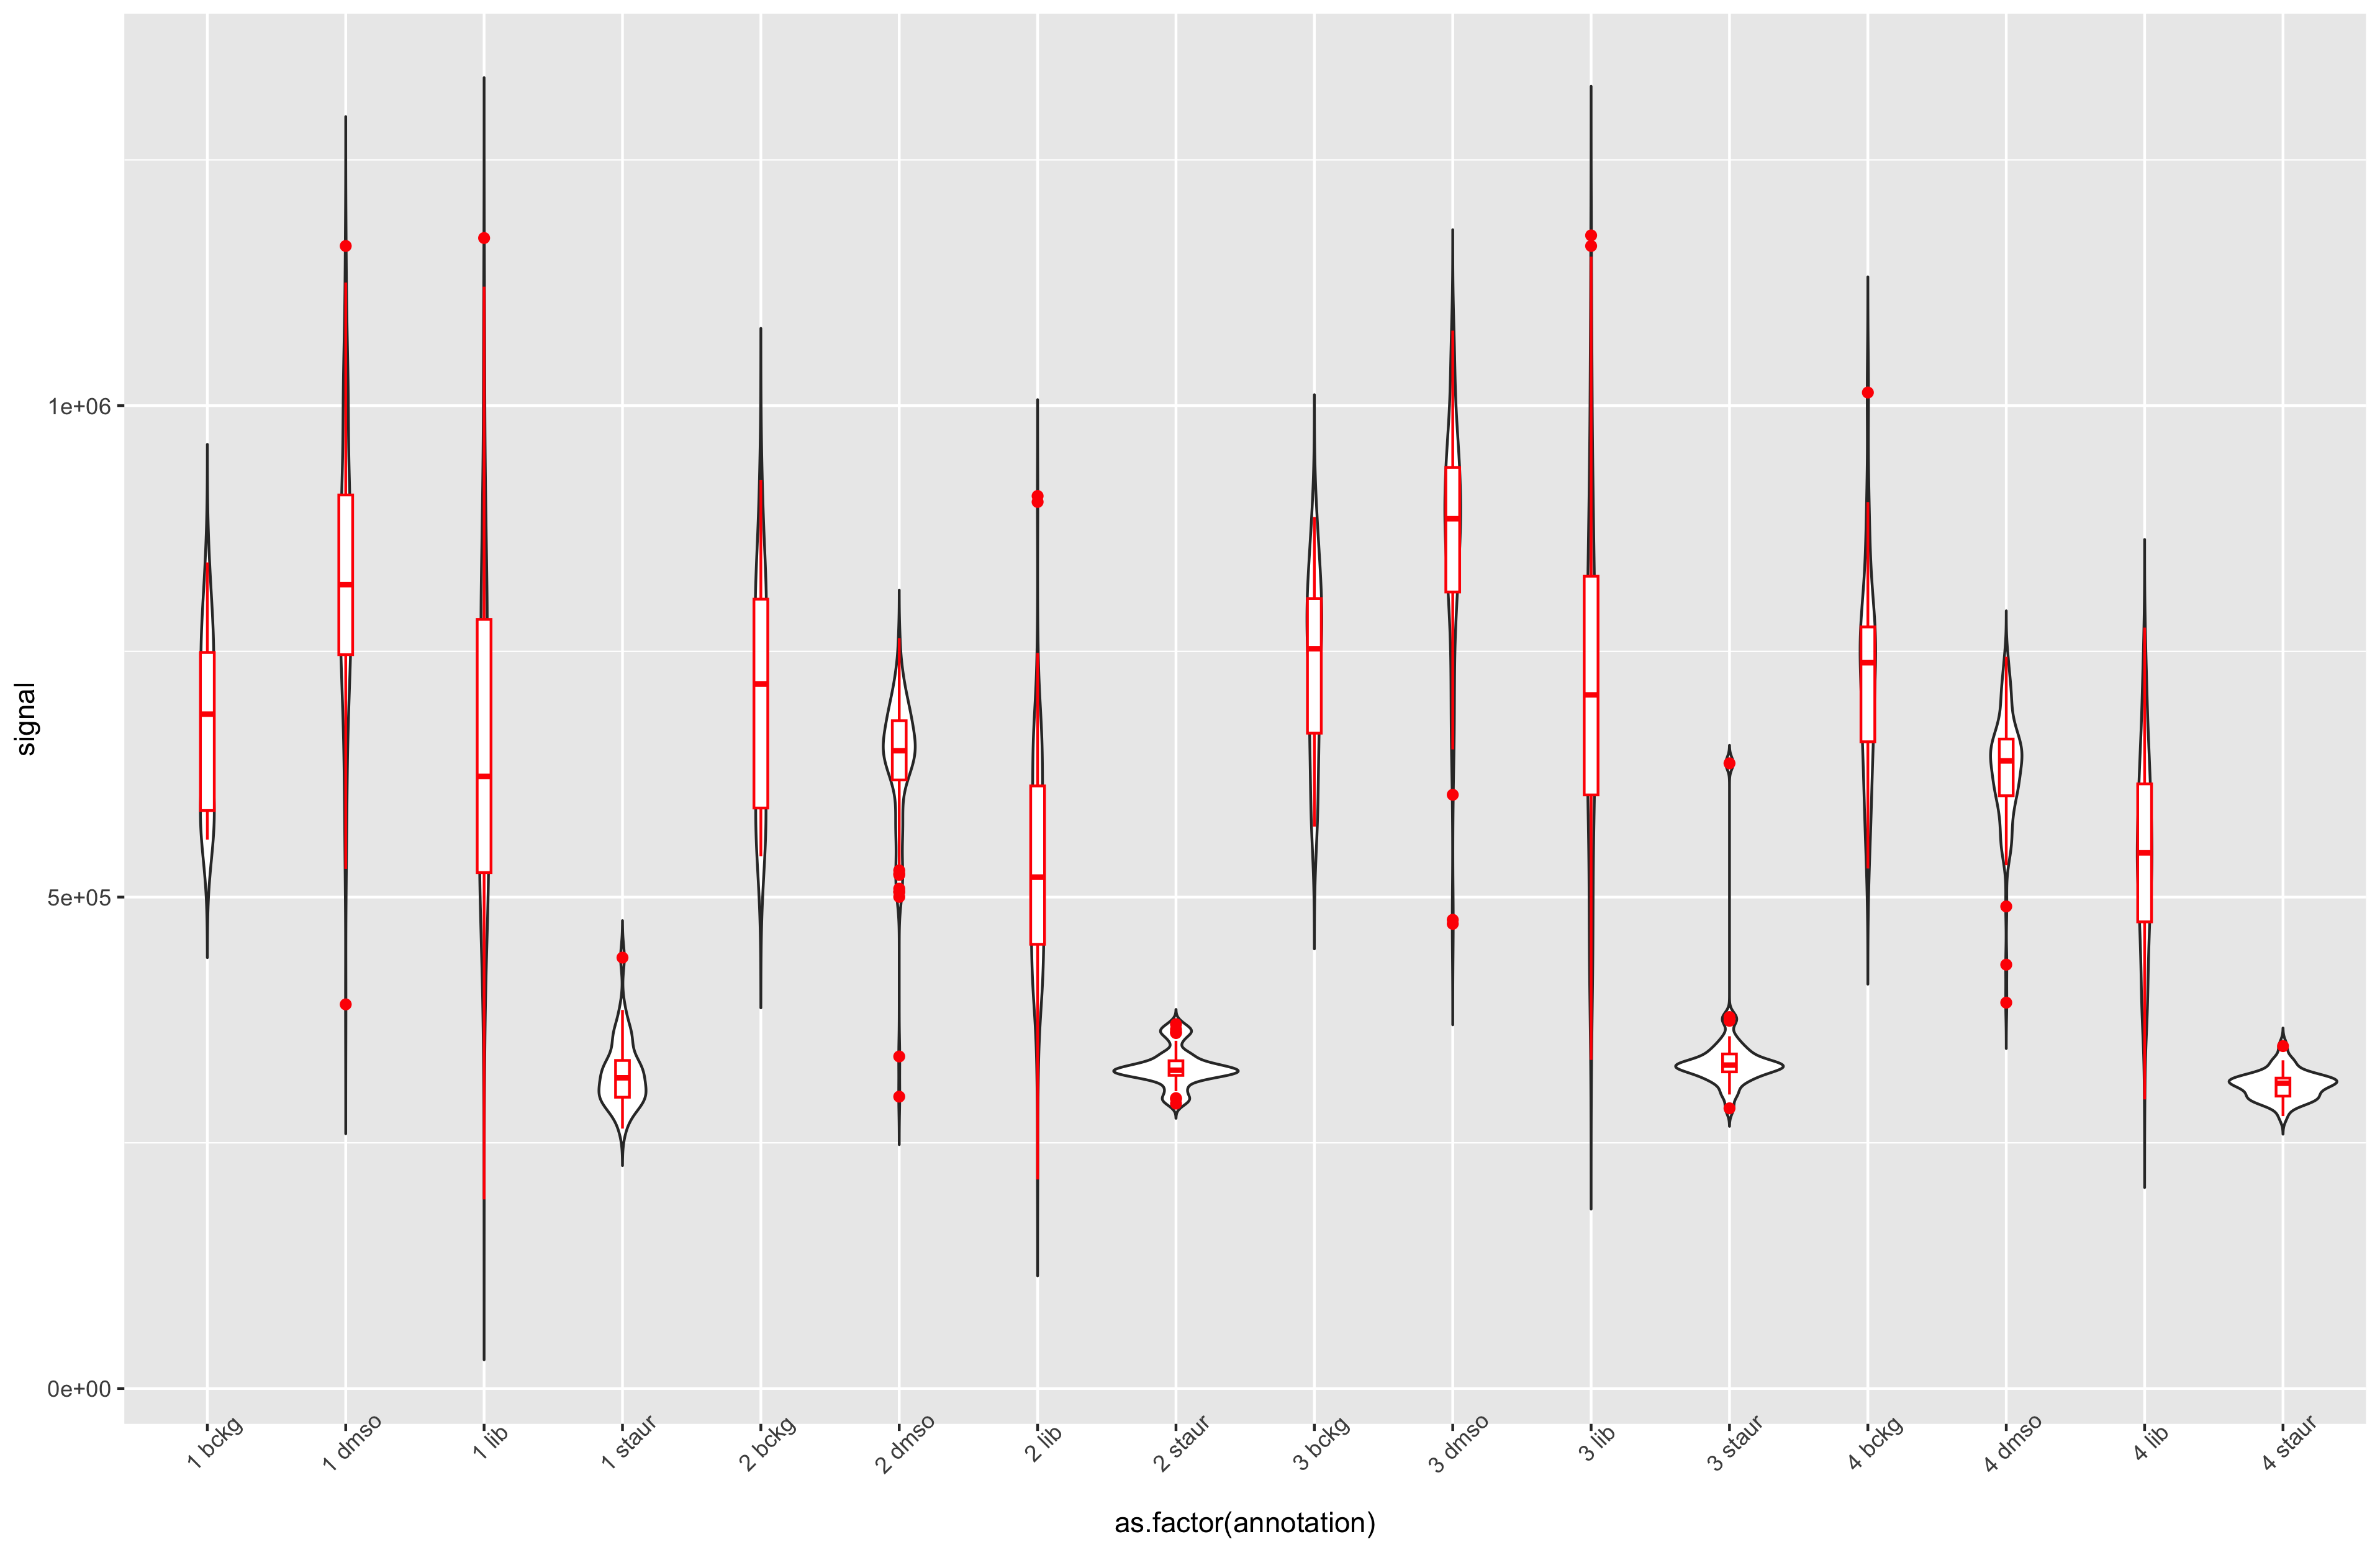 signal
1e+06
5e+05
0e+00
1 bckg
1 dmso
1 lib
1 staur
2 bckg
2 dmso
2 lib
2 staur
3 bckg
3 dmso
3 lib
3 staur
4 bckg
4 dmso
4 lib
4 staur
as.factor(annotation)